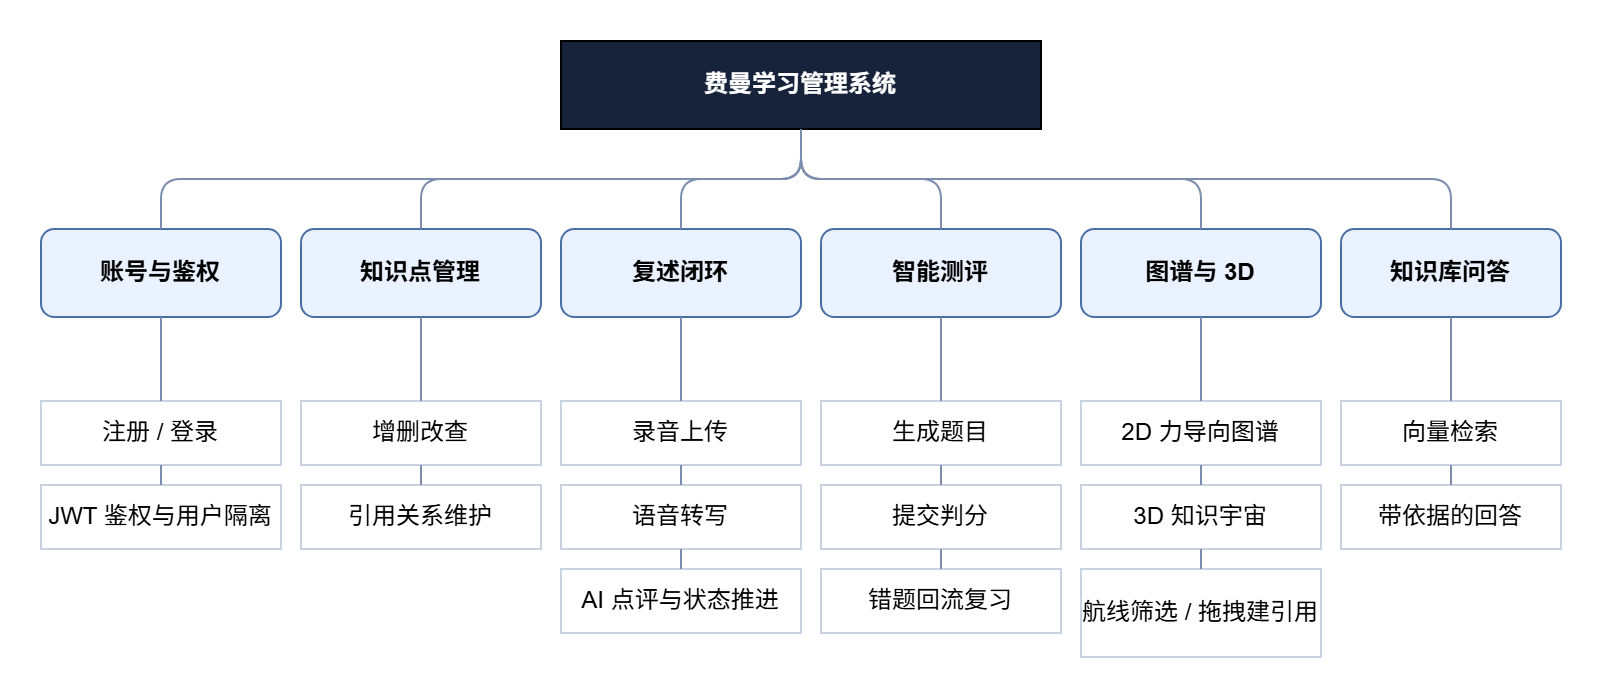 费曼学习管理系统
账号与鉴权
知识点管理
复述闭环
智能测评
图谱与 3D
知识库问答
注册 / 登录
增删改查
录音上传
生成题目
2D 力导向图谱
向量检索
JWT 鉴权与用户隔离
引用关系维护
语音转写
提交判分
3D 知识宇宙
带依据的回答
AI 点评与状态推进
错题回流复习
航线筛选 / 拖拽建引用